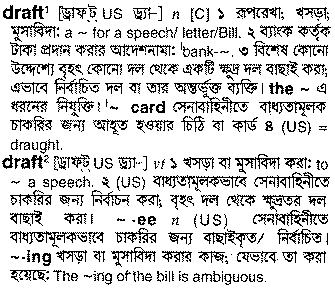 draft¹ [ড্রাফ্‌ট্ US ড্র্যা–] n [C] ১ রূপরেখা; খসড়া;
মুসাবিদা: a ~ for a speech/ letter/Bill. ২ ব্যাংক কর্তৃক
টাকা প্রদান করার আদেশনামা: ˈbank-~. ৩ বিশেষ কোনো
উদ্দেশ্যে বৃহৎ কোনো দল থেকে একটি ক্ষুদ্র দল বাছাই করা;
এভাবে নির্বাচিত দল বা তার অন্তর্ভুক্ত ব্যক্তি। the ~ এ
ধরনের নিযুক্তি। ˈ~ card সেনাবাহিনীতে বাধ্যতামূলক
চাকরির জন্য আহূত হওয়ার চিঠি বা কার্ড ৪ (US) =
draught.
draft² [ড্রাফ্‌ট্ US ড্র্যা–] vt ১ খসড়া বা মুসাবিদা করা: to
~ a speech. ২ (US) বাধ্যতামূলকভাবে সেনাবাহিনীতে
চাকরির জন্য নির্বাচন করা; বৃহৎ দল থেকে ক্ষুদ্রতর দল
বাছাই করা। ~-ee n (US) সেনাবাহিনীতে
বাধ্যতামূলকভাবে চাকরির জন্য বাছাইকৃত/ নির্বাচিত।
~-ing খসড়া বা মুসাবিদা করার কাজ; যেভাবে তা করা
হয়েছে: The ~ing of the bill is ambiguous.